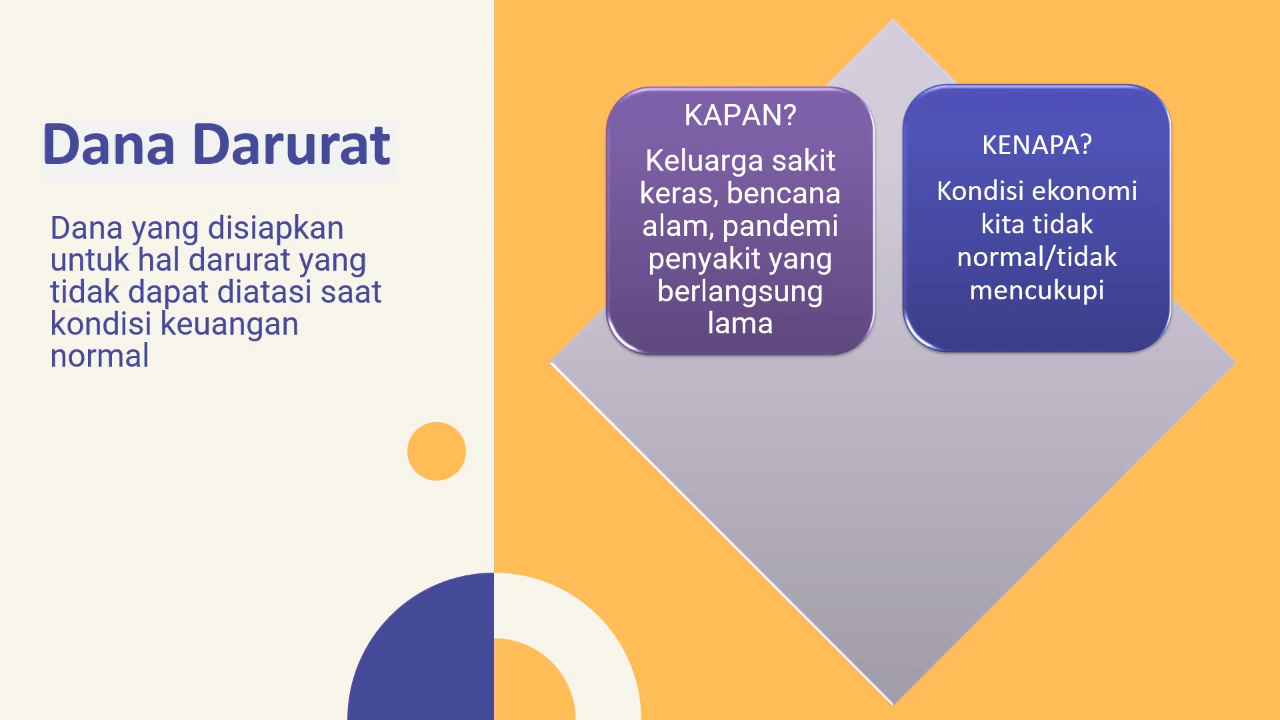 Dana Darurat
Dana yang disiapkan
untuk hal darurat yang
tidak dapat diatasi saat
kondisi keuangan
normal
KAPAN?
Keluarga sakit
keras, bencana
alam, pandemi
penyakit yang
berlangsung
lama
KENAPA?
Kondisi ekonomi
kita tidak
normal/tidak
mencukupi